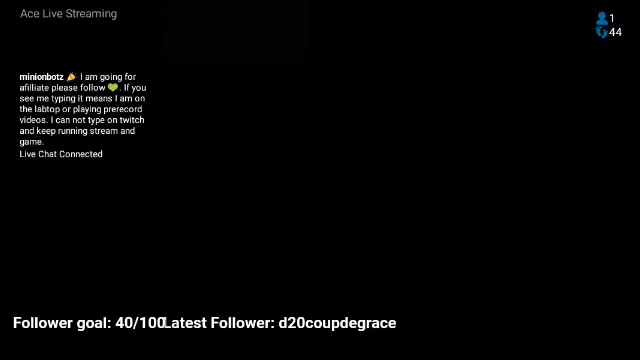 Ace Live Streaming
1
44
minionbotz 🎉 I am going for
afilliate please follow 💚. If you
see me typing it means I am on
the labtop or playing prerecord
videos. I can not type on twitch
and keep running stream and
game.
Live Chat Connected
Follower goal: 40/100Latest Follower: d20coupdegrace